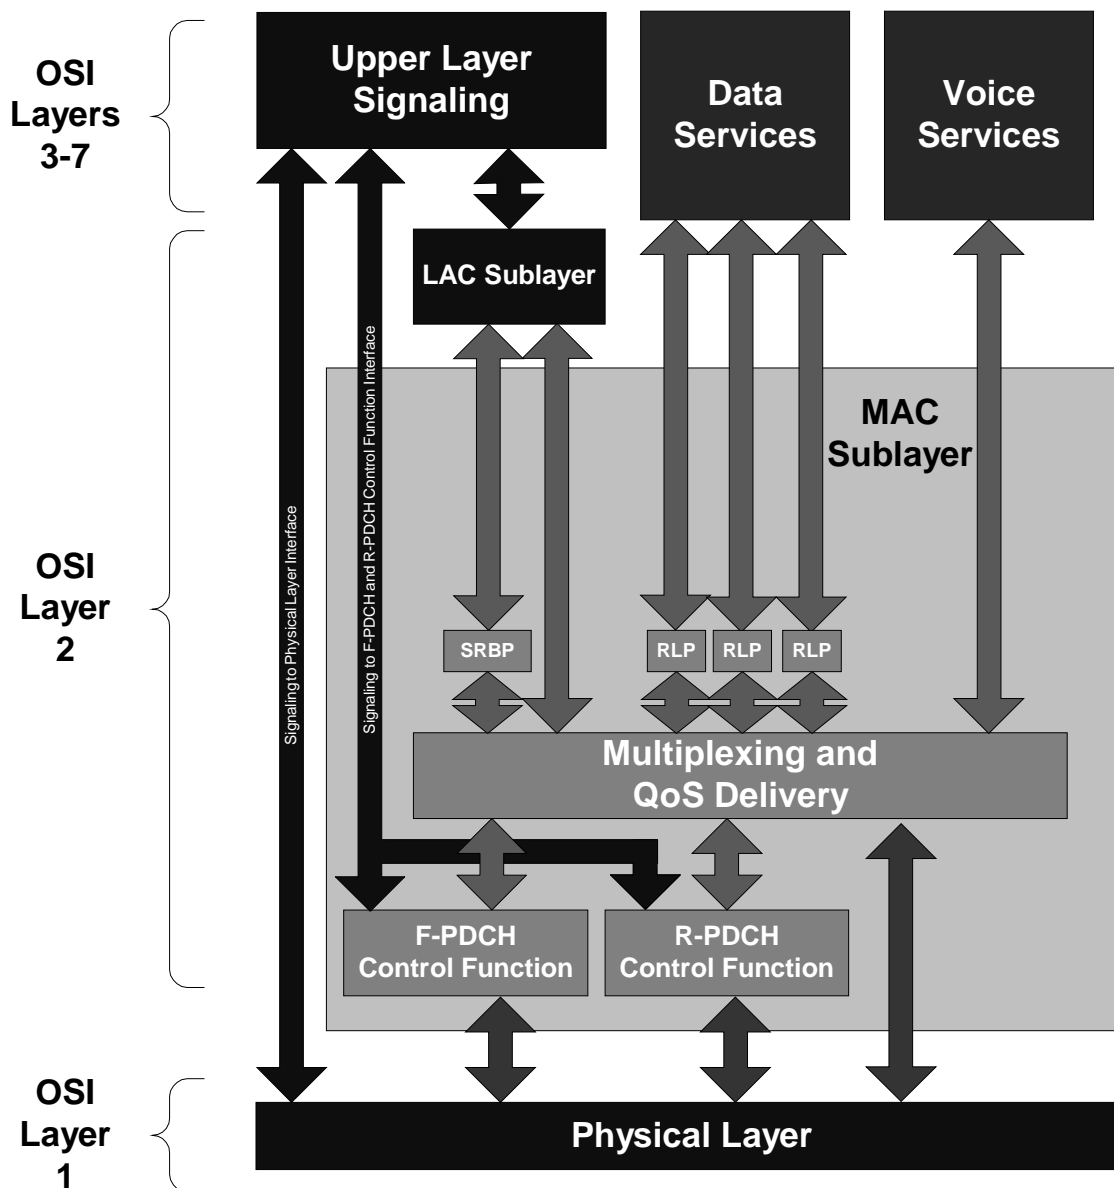 OSI
Layers
3-7
Upper Layer
Signaling
Data
Services
Voice
Services
OSI
Layer
2
LAC Sublayer
MAC
Sublayer
Signaling to Physical Layer Interface
Signaling to F-PDCH and R-PDCH Control Function Interface
SRBP
RLP
RLP
RLP
Multiplexing and
QoS Delivery
F-PDCH
Control Function
R-PDCH
Control Function
OSI
Layer
1
Physical Layer